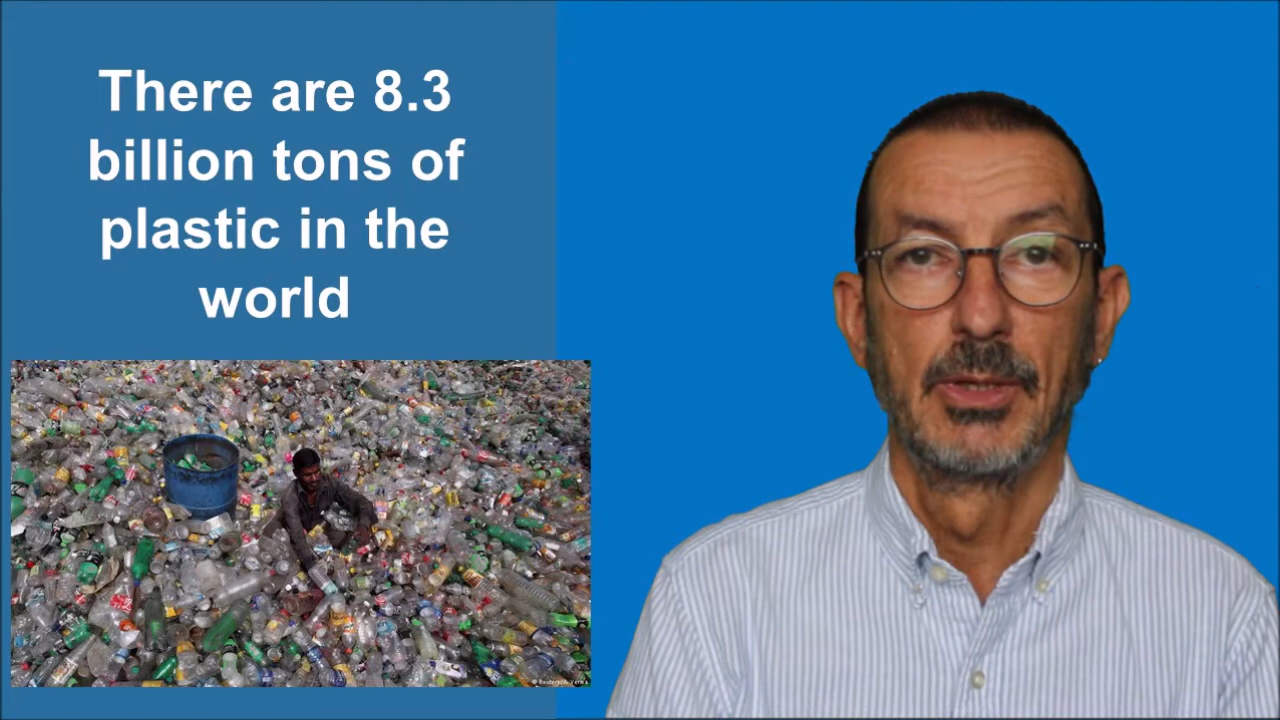 There are 8.3
billion tons of
plastic in the
world